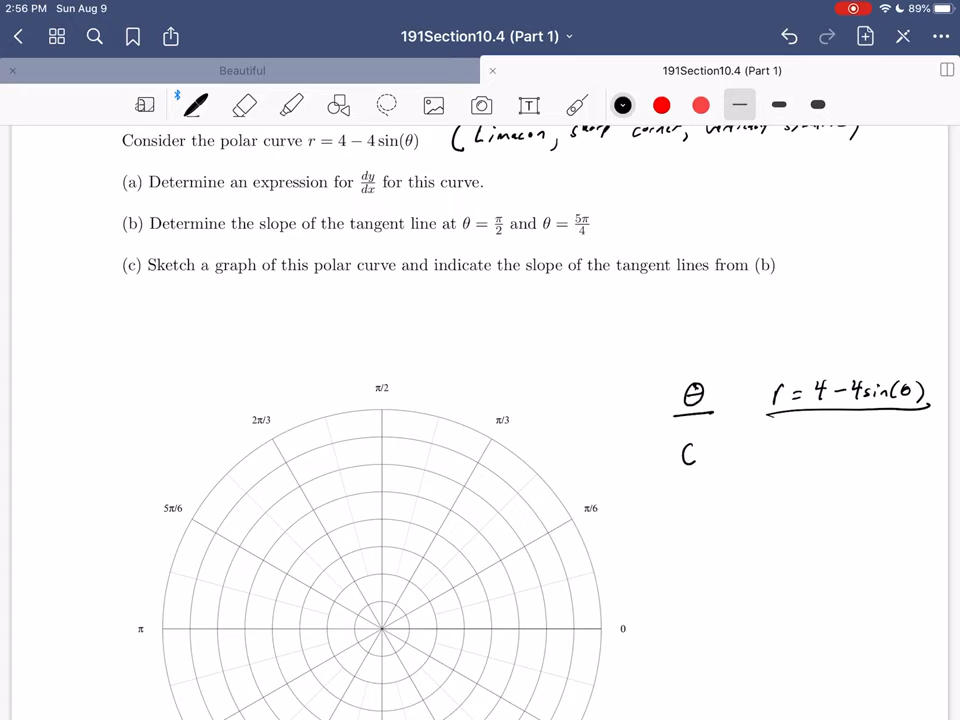 2:56 PM Sun Aug 9
89%
191Section10.4 (Part 1)
Beautiful
191Section10.4 (Part 1)
T
Consider the polar curve r = 4 − 4 sin(θ) (Limacon, sharp corner,
(a) Determine an expression for dy/dx for this curve.
(b) Determine the slope of the tangent line at θ = π/2 and θ = 5π/4
(c) Sketch a graph of this polar curve and indicate the slope of the tangent lines from (b)
θ r = 4 − 4sin(θ)
π/2
2π/3 π/3
5π/6 π/6
π 0